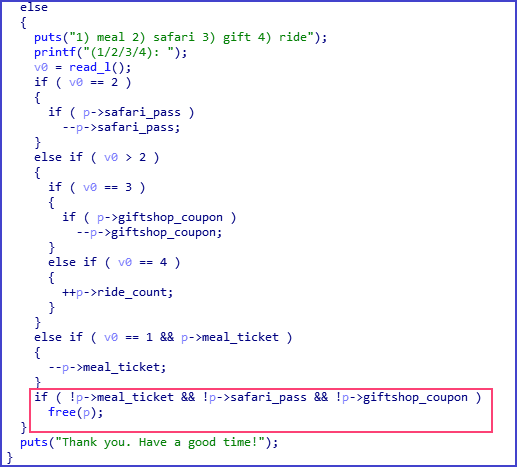 else
{
puts("1) meal 2) safari 3) gift 4) ride");
printf("(1/2/3/4): ");
v0 = read_l();
if ( v0 == 2 )
{
if ( p->safari_pass )
--p->safari_pass;
}
else if ( v0 > 2 )
{
if ( v0 == 3 )
{
if ( p->giftshop_coupon )
--p->giftshop_coupon;
}
else if ( v0 == 4 )
{
++p->ride_count;
}
}
else if ( v0 == 1 && p->meal_ticket )
{
--p->meal_ticket;
}
if ( !p->meal_ticket && !p->safari_pass && !p->giftshop_coupon )
free(p);
}
puts("Thank you. Have a good time!");
}